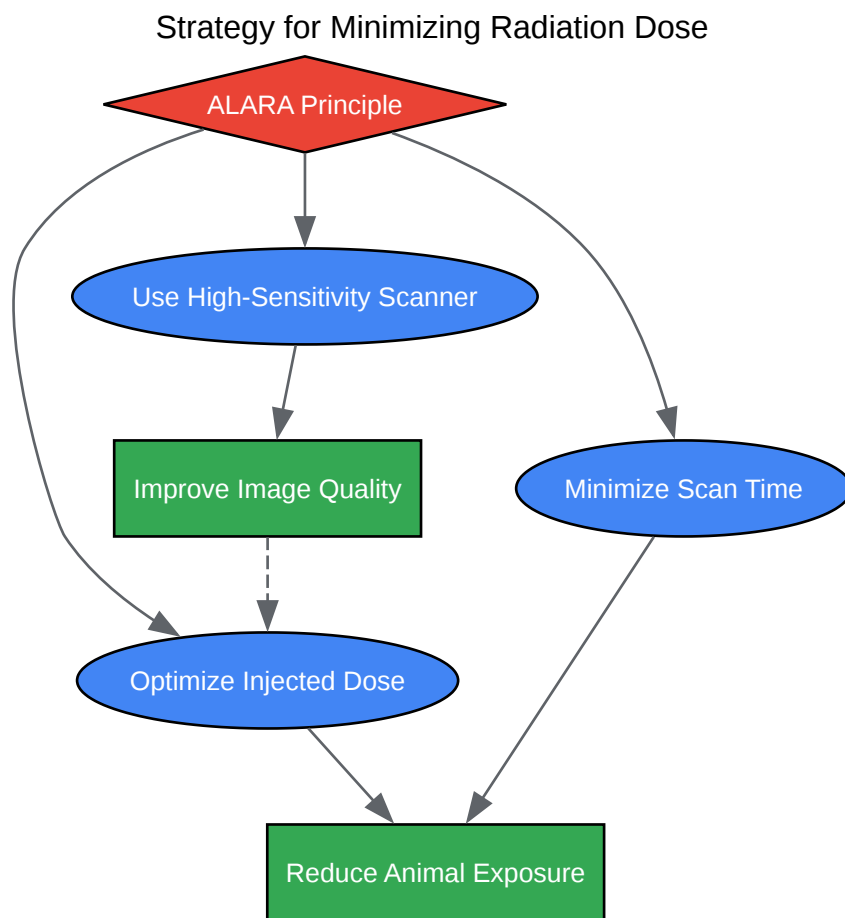 Strategy for Minimizing Radiation Dose
ALARA Principle
Use High-Sensitivity Scanner
Improve Image Quality
Minimize Scan Time
Optimize Injected Dose
Reduce Animal Exposure